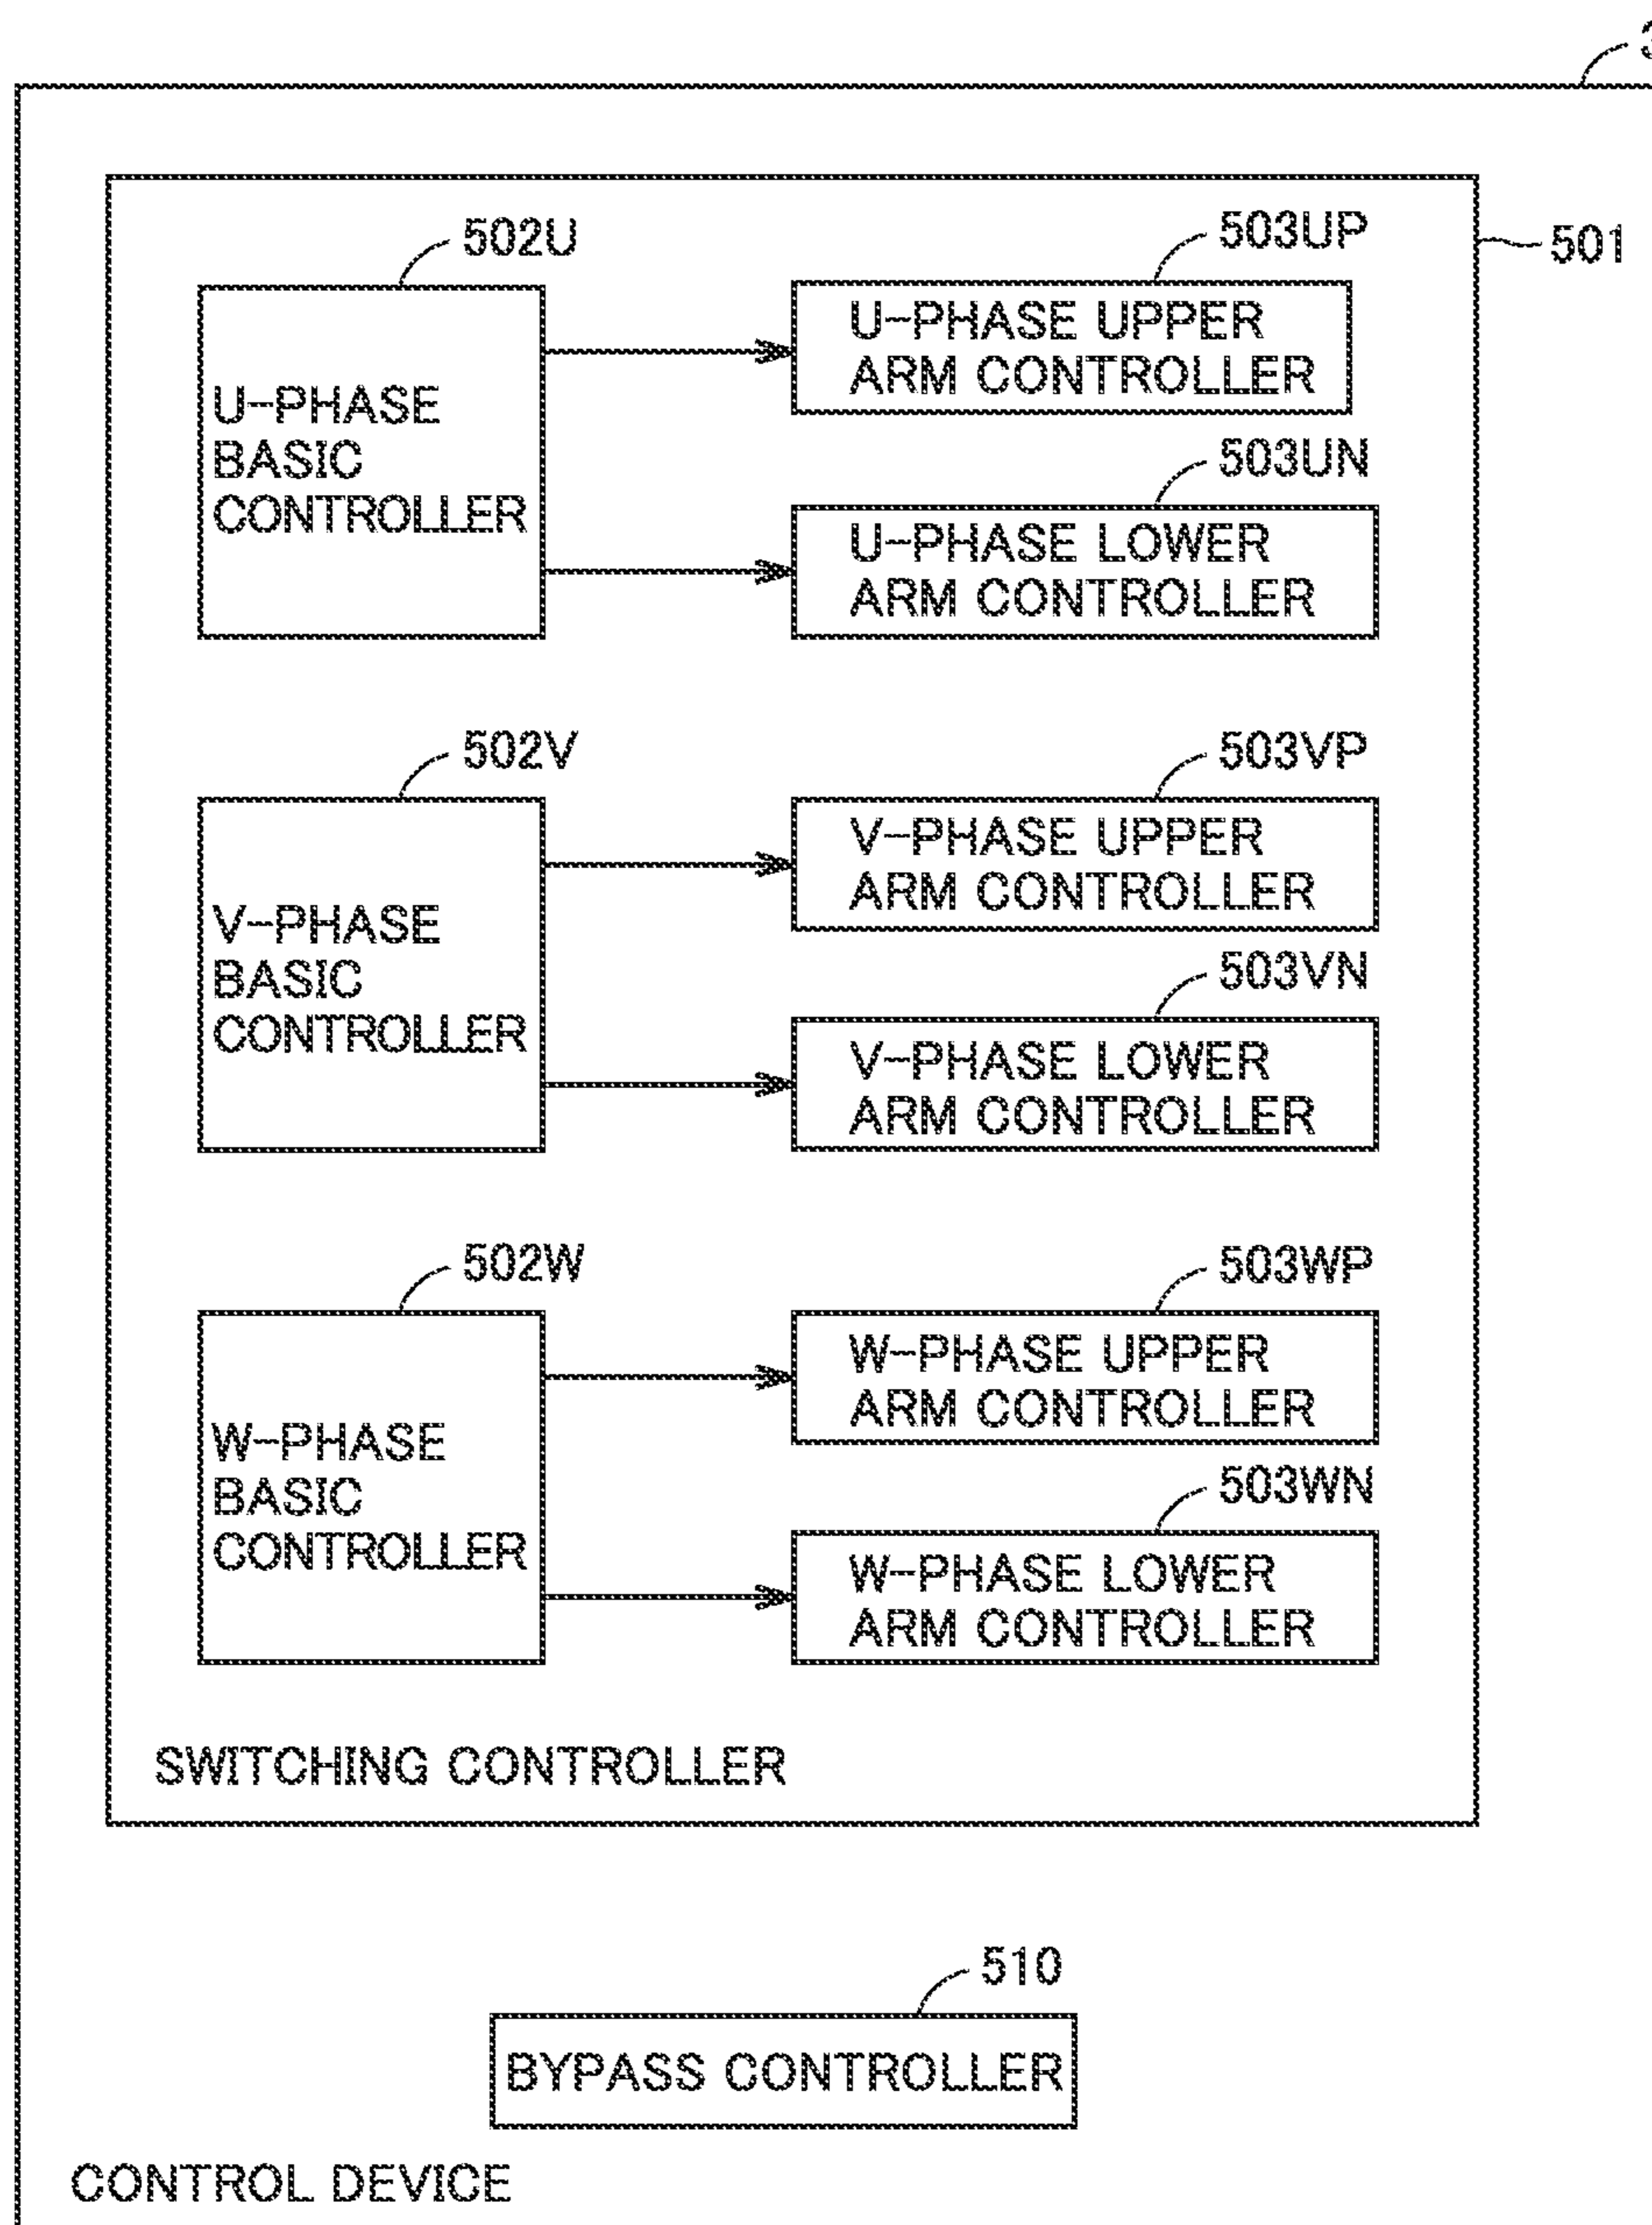 3
502U
503UP
501
U-PHASE
BASIC
CONTROLLER
U-PHASE UPPER
ARM CONTROLLER
503UN
U-PHASE LOWER
ARM CONTROLLER
502V
503VP
V-PHASE
BASIC
CONTROLLER
V-PHASE UPPER
ARM CONTROLLER
503VN
V-PHASE LOWER
ARM CONTROLLER
502W
503WP
W-PHASE
BASIC
CONTROLLER
W-PHASE UPPER
ARM CONTROLLER
503WN
W-PHASE LOWER
ARM CONTROLLER
SWITCHING CONTROLLER
510
BYPASS CONTROLLER
CONTROL DEVICE